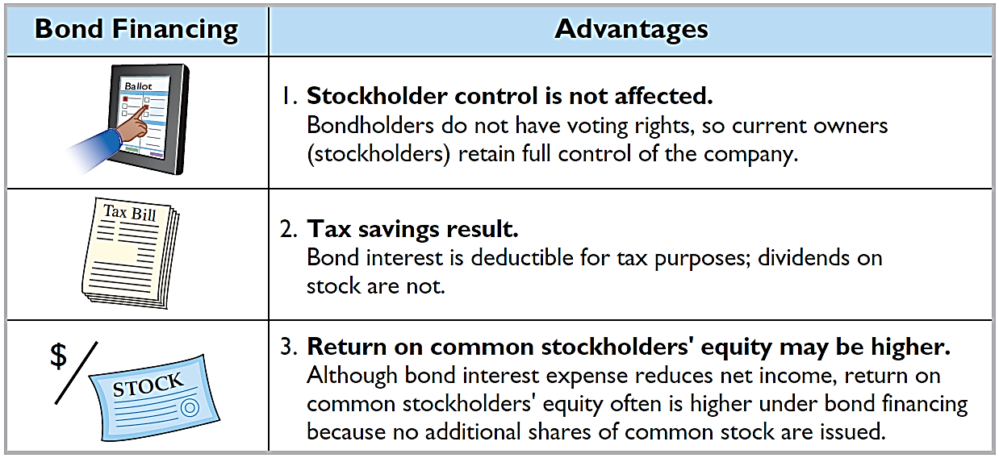 Bond Financing
Advantages
Ballot
1. Stockholder control is not affected.
Bondholders do not have voting rights, so current owners
(stockholders) retain full control of the company.
Tax Bill
2. Tax savings result.
Bond interest is deductible for tax purposes; dividends on
stock are not.
$/
STOCK
3. Return on common stockholders' equity may be higher.
Although bond interest expense reduces net income, return on
common stockholders' equity often is higher under bond financing
because no additional shares of common stock are issued.